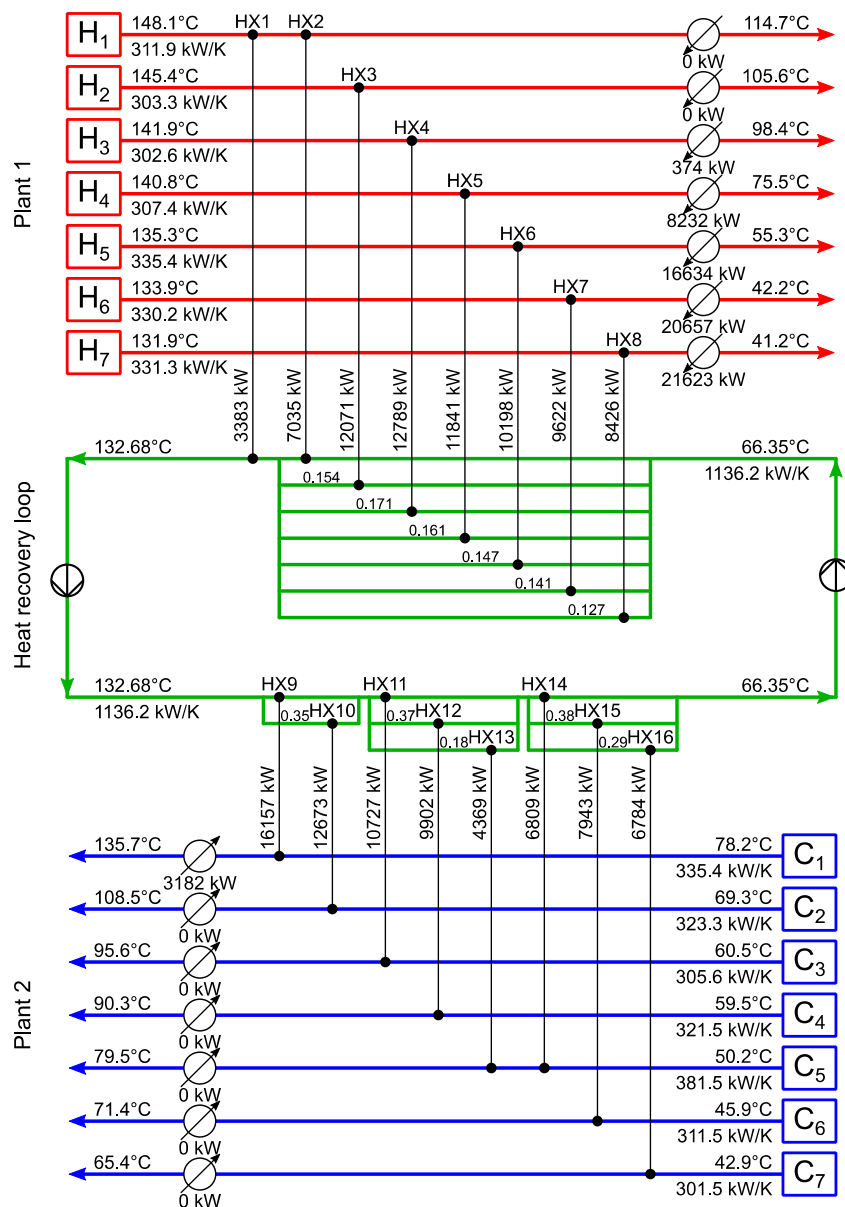 Plant 1
H1
148.1°C
311.9 kW/K
HX1
HX2
0 kW
114.7°C
H2
145.4°C
303.3 kW/K
HX3
0 kW
105.6°C
H3
141.9°C
302.6 kW/K
HX4
374 kW
98.4°C
H4
140.8°C
307.4 kW/K
HX5
8232 kW
75.5°C
H5
135.3°C
335.4 kW/K
HX6
16634 kW
55.3°C
H6
133.9°C
330.2 kW/K
HX7
20657 kW
42.2°C
H7
131.9°C
331.3 kW/K
HX8
21623 kW
41.2°C
3383 kW
7035 kW
12071 kW
12789 kW
11841 kW
10198 kW
9622 kW
8426 kW
Heat recovery loop
132.68°C
66.35°C
1136.2 kW/K
0.154
0.171
0.161
0.147
0.141
0.127
132.68°C
1136.2 kW/K
66.35°C
HX9
0.35
HX10
HX11
0.37
HX12
0.18
HX13
HX14
0.38
HX15
0.29
HX16
16157 kW
12673 kW
10727 kW
9902 kW
4369 kW
6809 kW
7943 kW
6784 kW
Plant 2
135.7°C
3182 kW
78.2°C
335.4 kW/K
C1
108.5°C
0 kW
69.3°C
323.3 kW/K
C2
95.6°C
0 kW
60.5°C
305.6 kW/K
C3
90.3°C
0 kW
59.5°C
321.5 kW/K
C4
79.5°C
0 kW
50.2°C
381.5 kW/K
C5
71.4°C
0 kW
45.9°C
311.5 kW/K
C6
65.4°C
0 kW
42.9°C
301.5 kW/K
C7